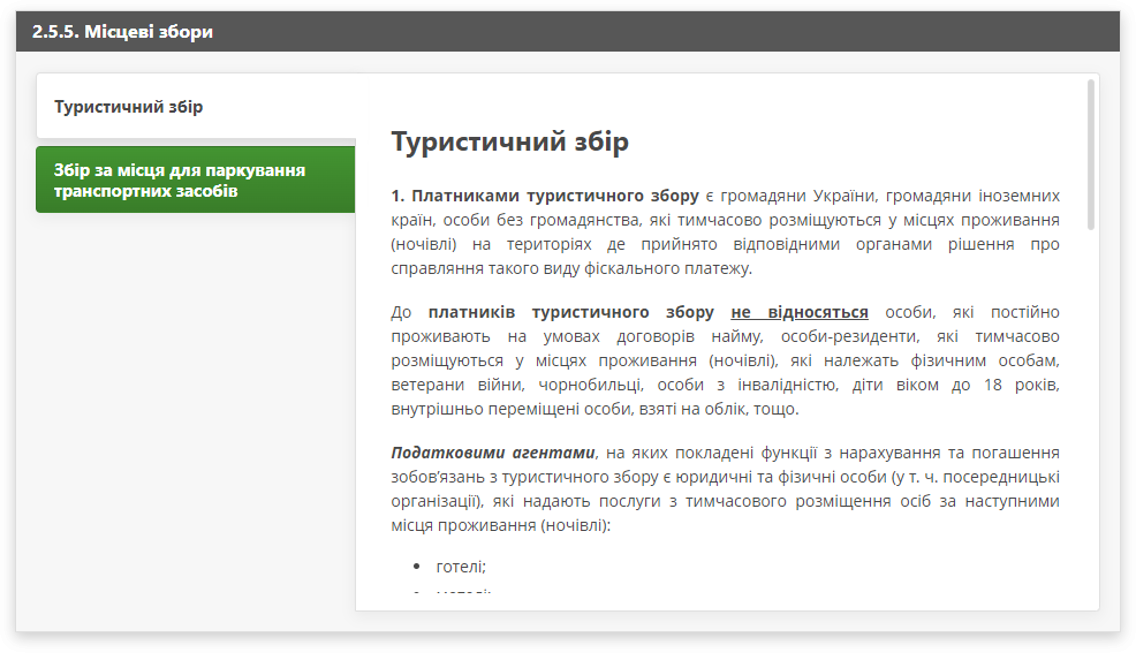 2.5.5. Місцеві збори
Туристичний збір
Збір за місця для паркування
транспортних засобів
Туристичний збір
1. Платниками туристичного збору є громадяни України, громадяни іноземних
країн, особи без громадянства, які тимчасово розміщуються у місцях проживання
(ночівлі) на територіях де прийнято відповідними органами рішення про
справляння такого виду фіскального платежу.
До платників туристичного збору не відносяться особи, які постійно
проживають на умовах договорів найму, особи-резиденти, які тимчасово
розміщуються у місцях проживання (ночівлі), які належать фізичним особам,
ветерани війни, чорнобильці, особи з інвалідністю, діти віком до 18 років,
внутрішньо переміщені особи, взяті на облік, тощо.
Податковими агентами, на яких покладені функції з нарахування та погашення
зобов’язань з туристичного збору є юридичні та фізичні особи (у т. ч. посередницькі
організації), які надають послуги з тимчасового розміщення осіб за наступними
місця проживання (ночівлі):
• готелі;